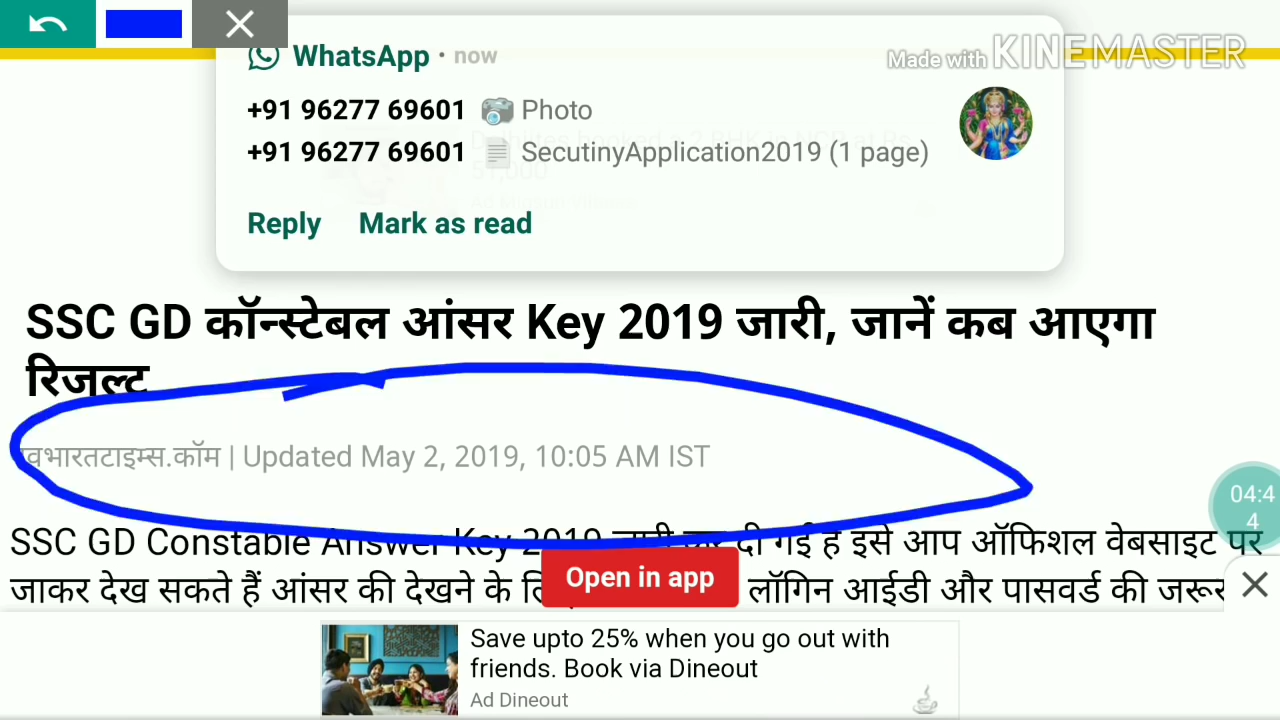 WhatsApp · now
Made with KINEMASTER
+91 96277 69601 Photo
+91 96277 69601 SecutinyApplication2019 (1 page)
Reply Mark as read
SSC GD कॉन्स्टेबल आंसर Key 2019 जारी, जानें कब आएगा
रिजल्ट
| Updated May 2, 2019, 10:05 AM IST
04:4
4
SSC GD Constable Answer Key 2019 जारी कर दी गई है इसे आप ऑफिशल वेबसाइट पर
जाकर देख सकते हैं आंसर की देखने के लॉगिन आईडी और पासवर्ड की
Open in app
Save upto 25% when you go out with
friends. Book via Dineout
Ad Dineout